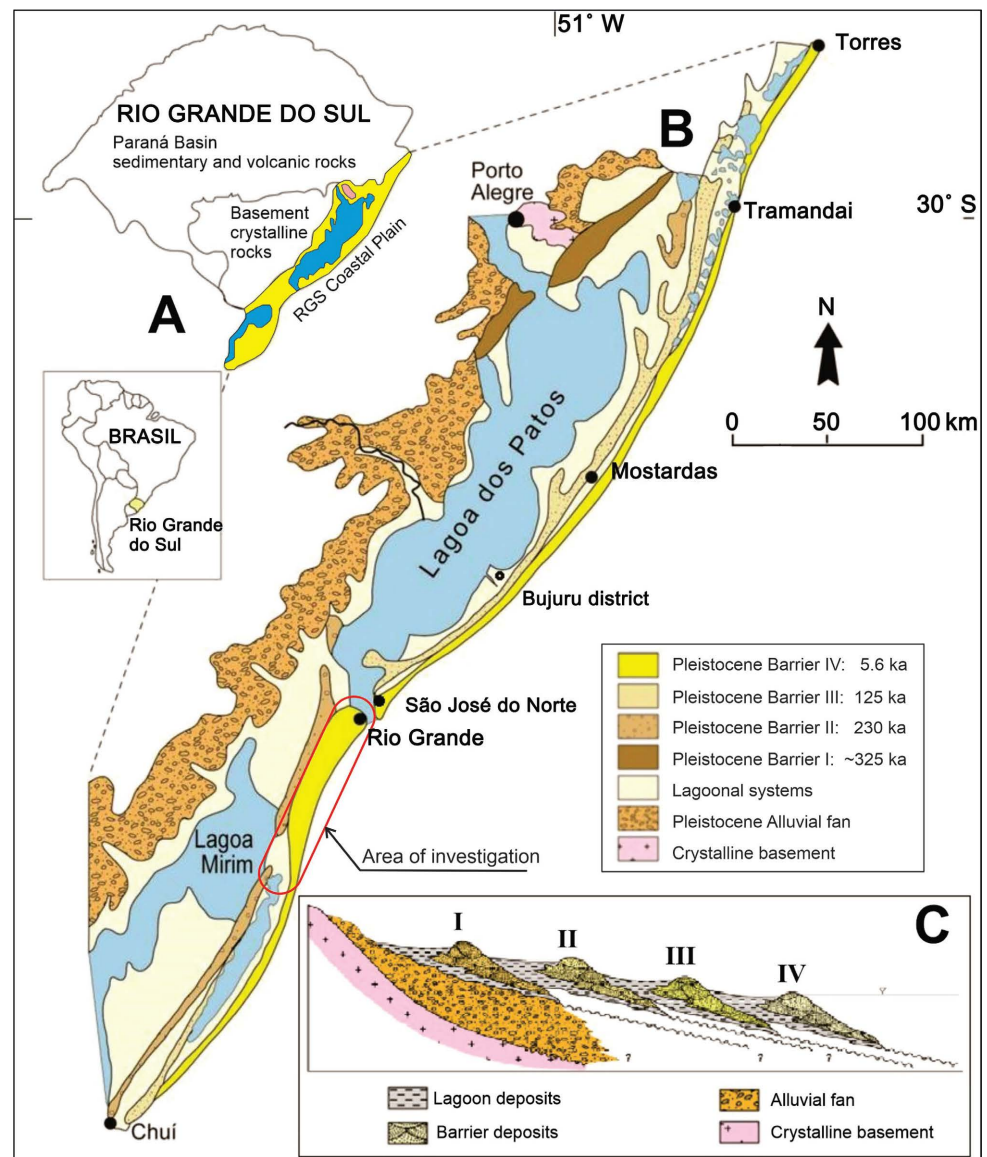 51° W
Torres
RIO GRANDE DO SUL
Paraná Basin
sedimentary and volcanic rocks
B
Porto
Alegre
30° S
Tramandai
Basement
crystalline
rocks
RGS Coastal Plain
A
N
0 50 100 km
BRASIL
Rio Grande
do Sul
Lagoa dos Patos
Mostardas
Bujuru district
Pleistocene Barrier IV: 5.6 ka
Pleistocene Barrier III: 125 ka
Pleistocene Barrier II: 230 ka
Pleistocene Barrier I: ~325 ka
Lagoonal systems
Pleistocene Alluvial fan
Crystalline basement
São José do Norte
Rio Grande
Lagoa
Mirim
Area of investigation
C
I
II
III
IV
? ? ?
Lagoon deposits
Alluvial fan
Barrier deposits
Crystalline basement
Chuí